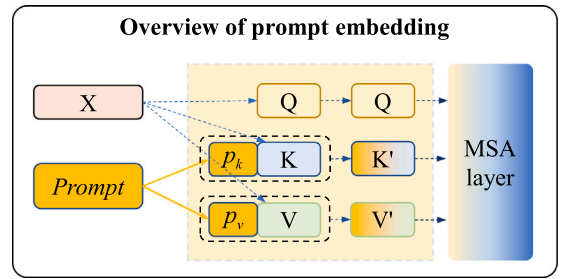 Overview of prompt embedding
X
Q
Q
p_k
K
K'
MSA
layer
Prompt
p_v
V
V'